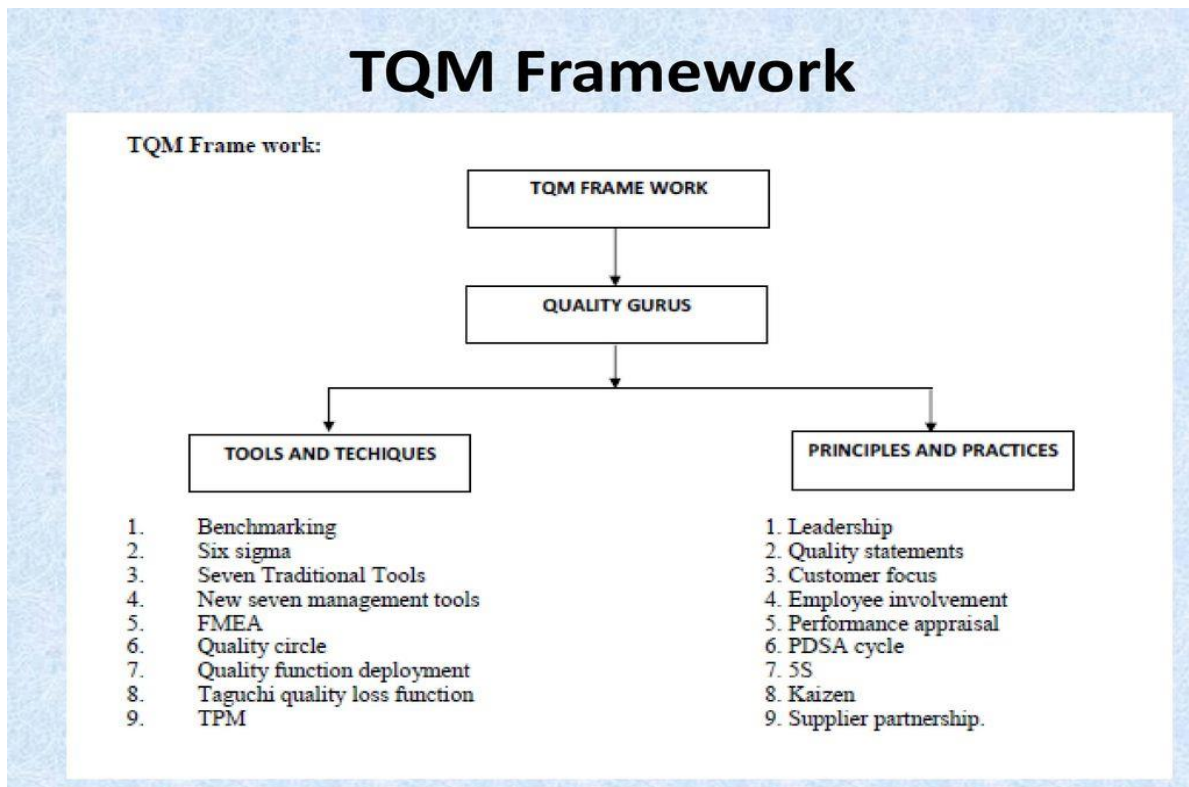 TQM Framework
TQM Frame work:
TQM FRAME WORK
QUALITY GURUS
TOOLS AND TECHIQUES
1. Benchmarking
2. Six sigma
3. Seven Traditional Tools
4. New seven management tools
5. FMEA
6. Quality circle
7. Quality function deployment
8. Taguchi quality loss function
9. TPM
PRINCIPLES AND PRACTICES
1. Leadership
2. Quality statements
3. Customer focus
4. Employee involvement
5. Performance appraisal
6. PDSA cycle
7. 5S
8. Kaizen
9. Supplier partnership.